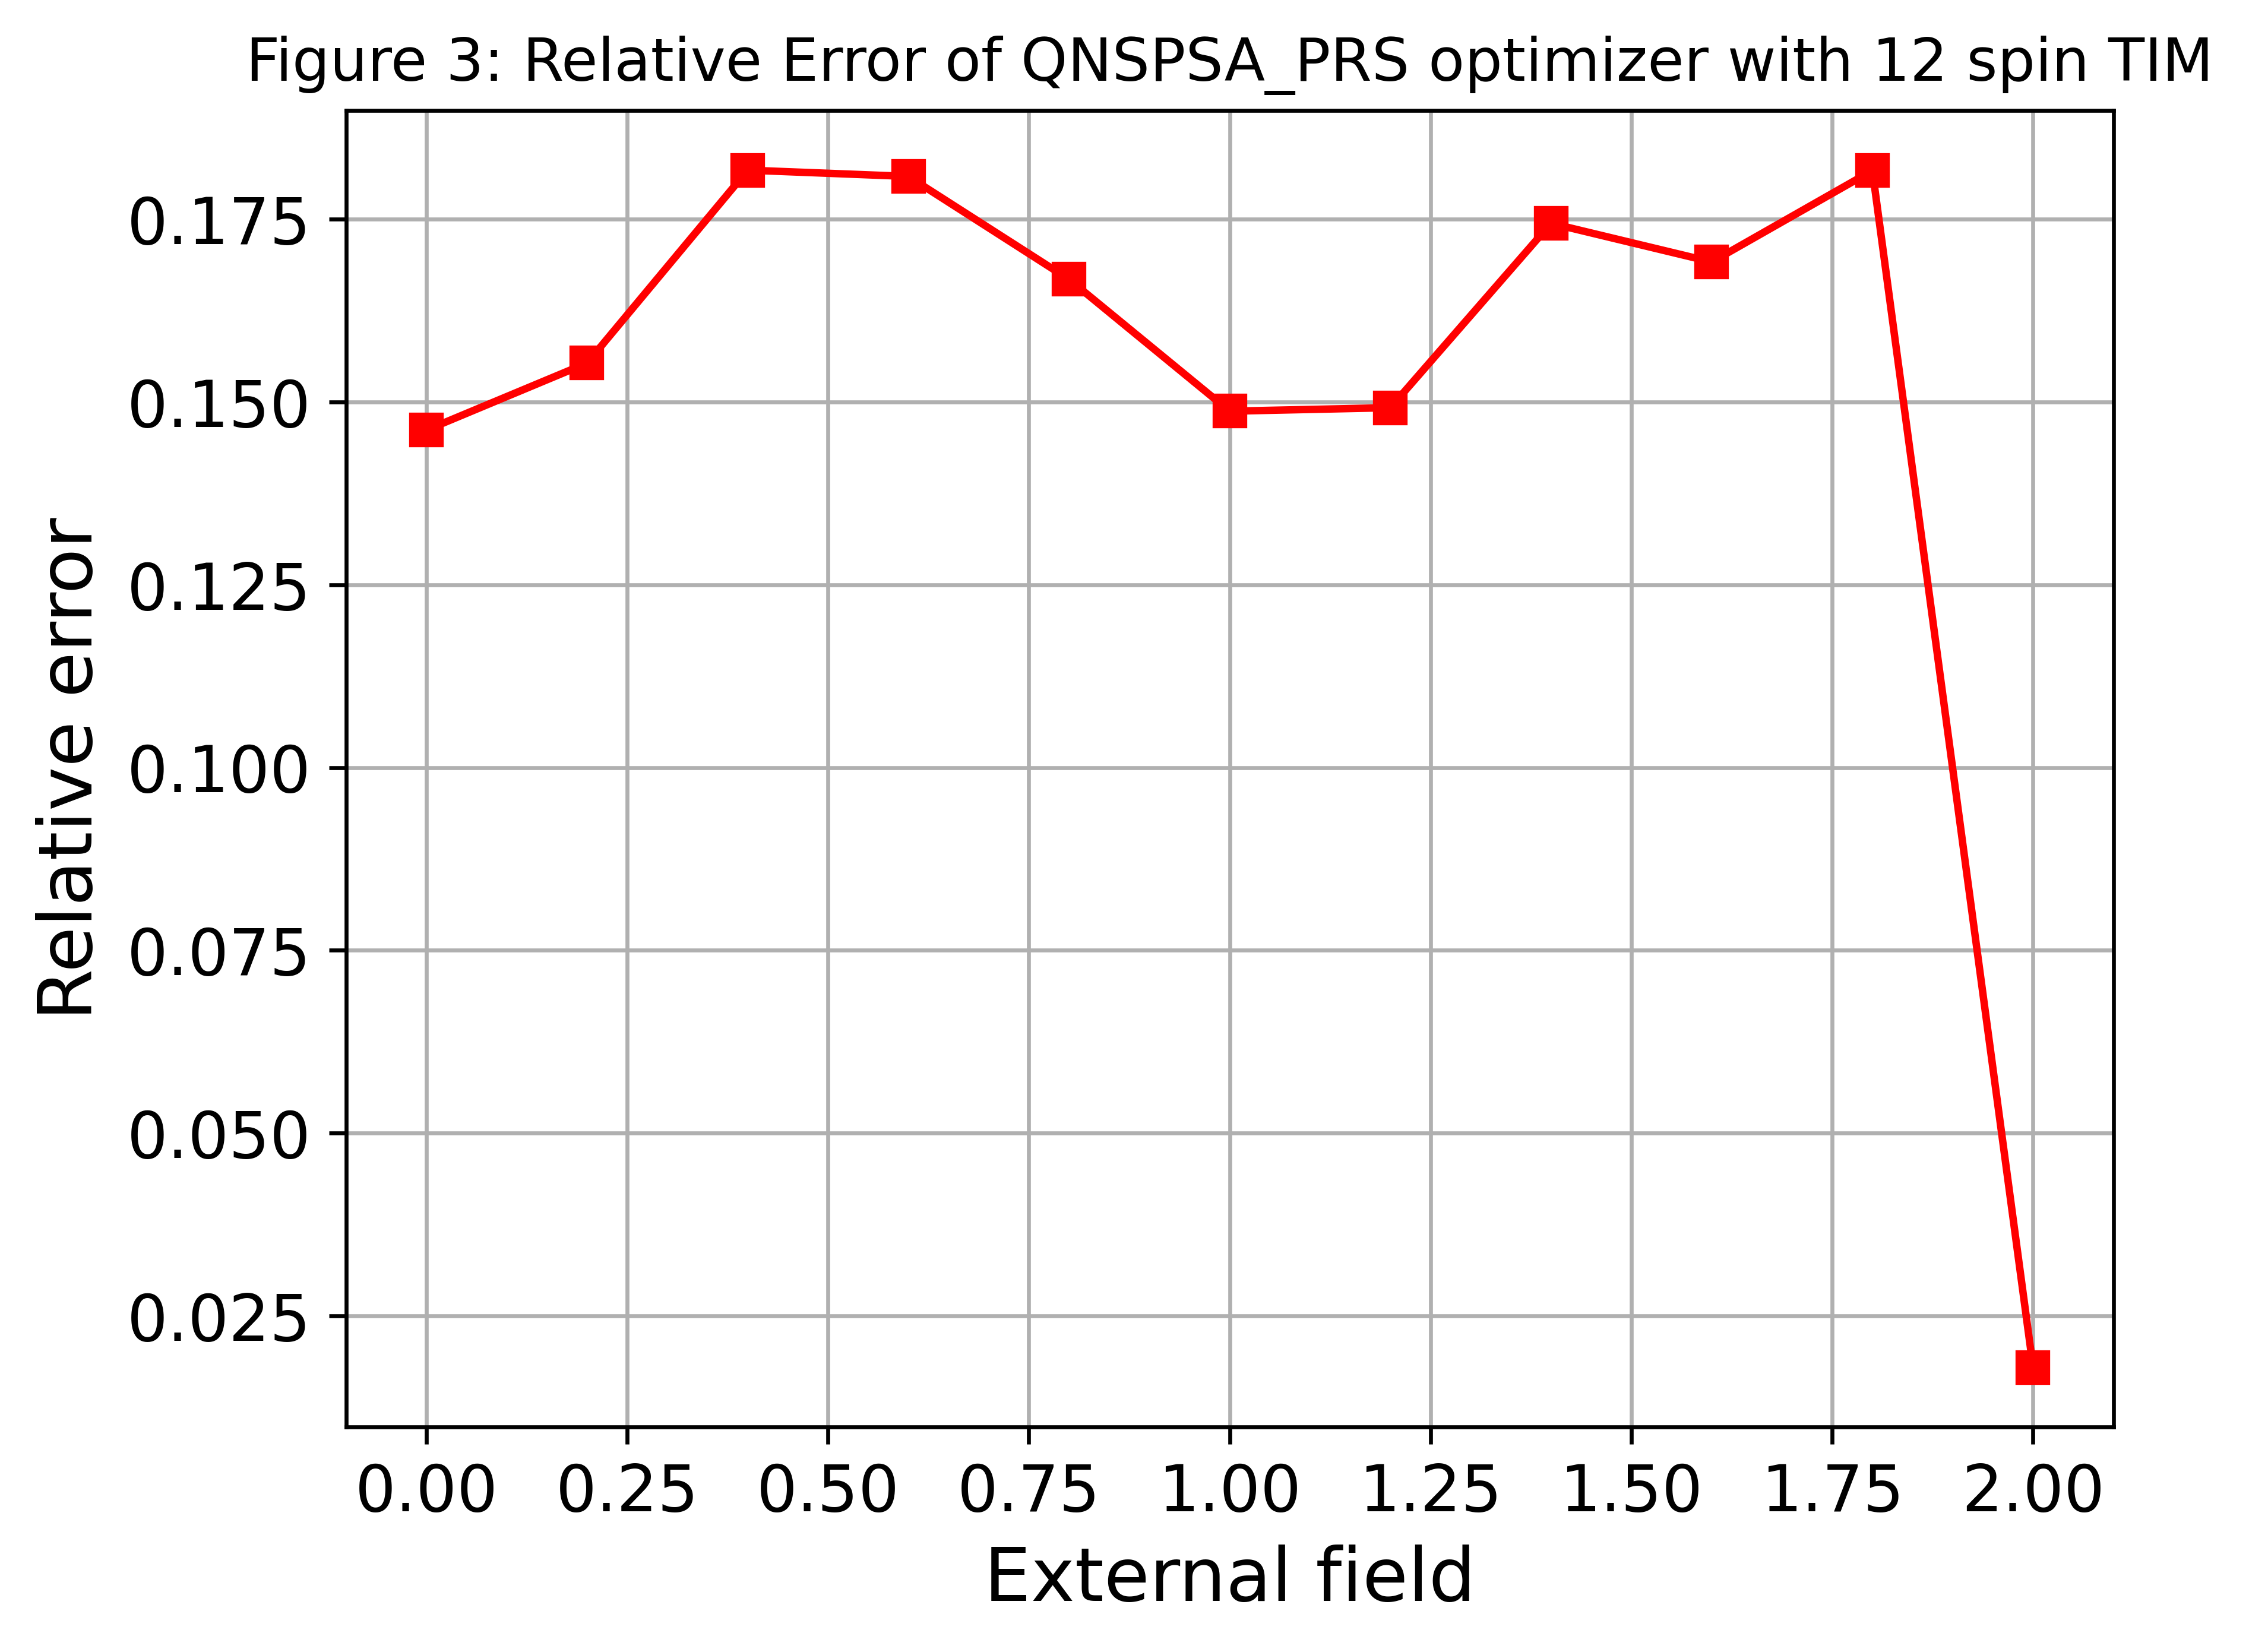 Figure 3: Relative Error of QNSPSA_PRS optimizer with 12 spin TIM
0.175
0.150
0.125
0.100
0.075
0.050
0.025
Relative error
0.00 0.25 0.50 0.75 1.00 1.25 1.50 1.75 2.00
External field